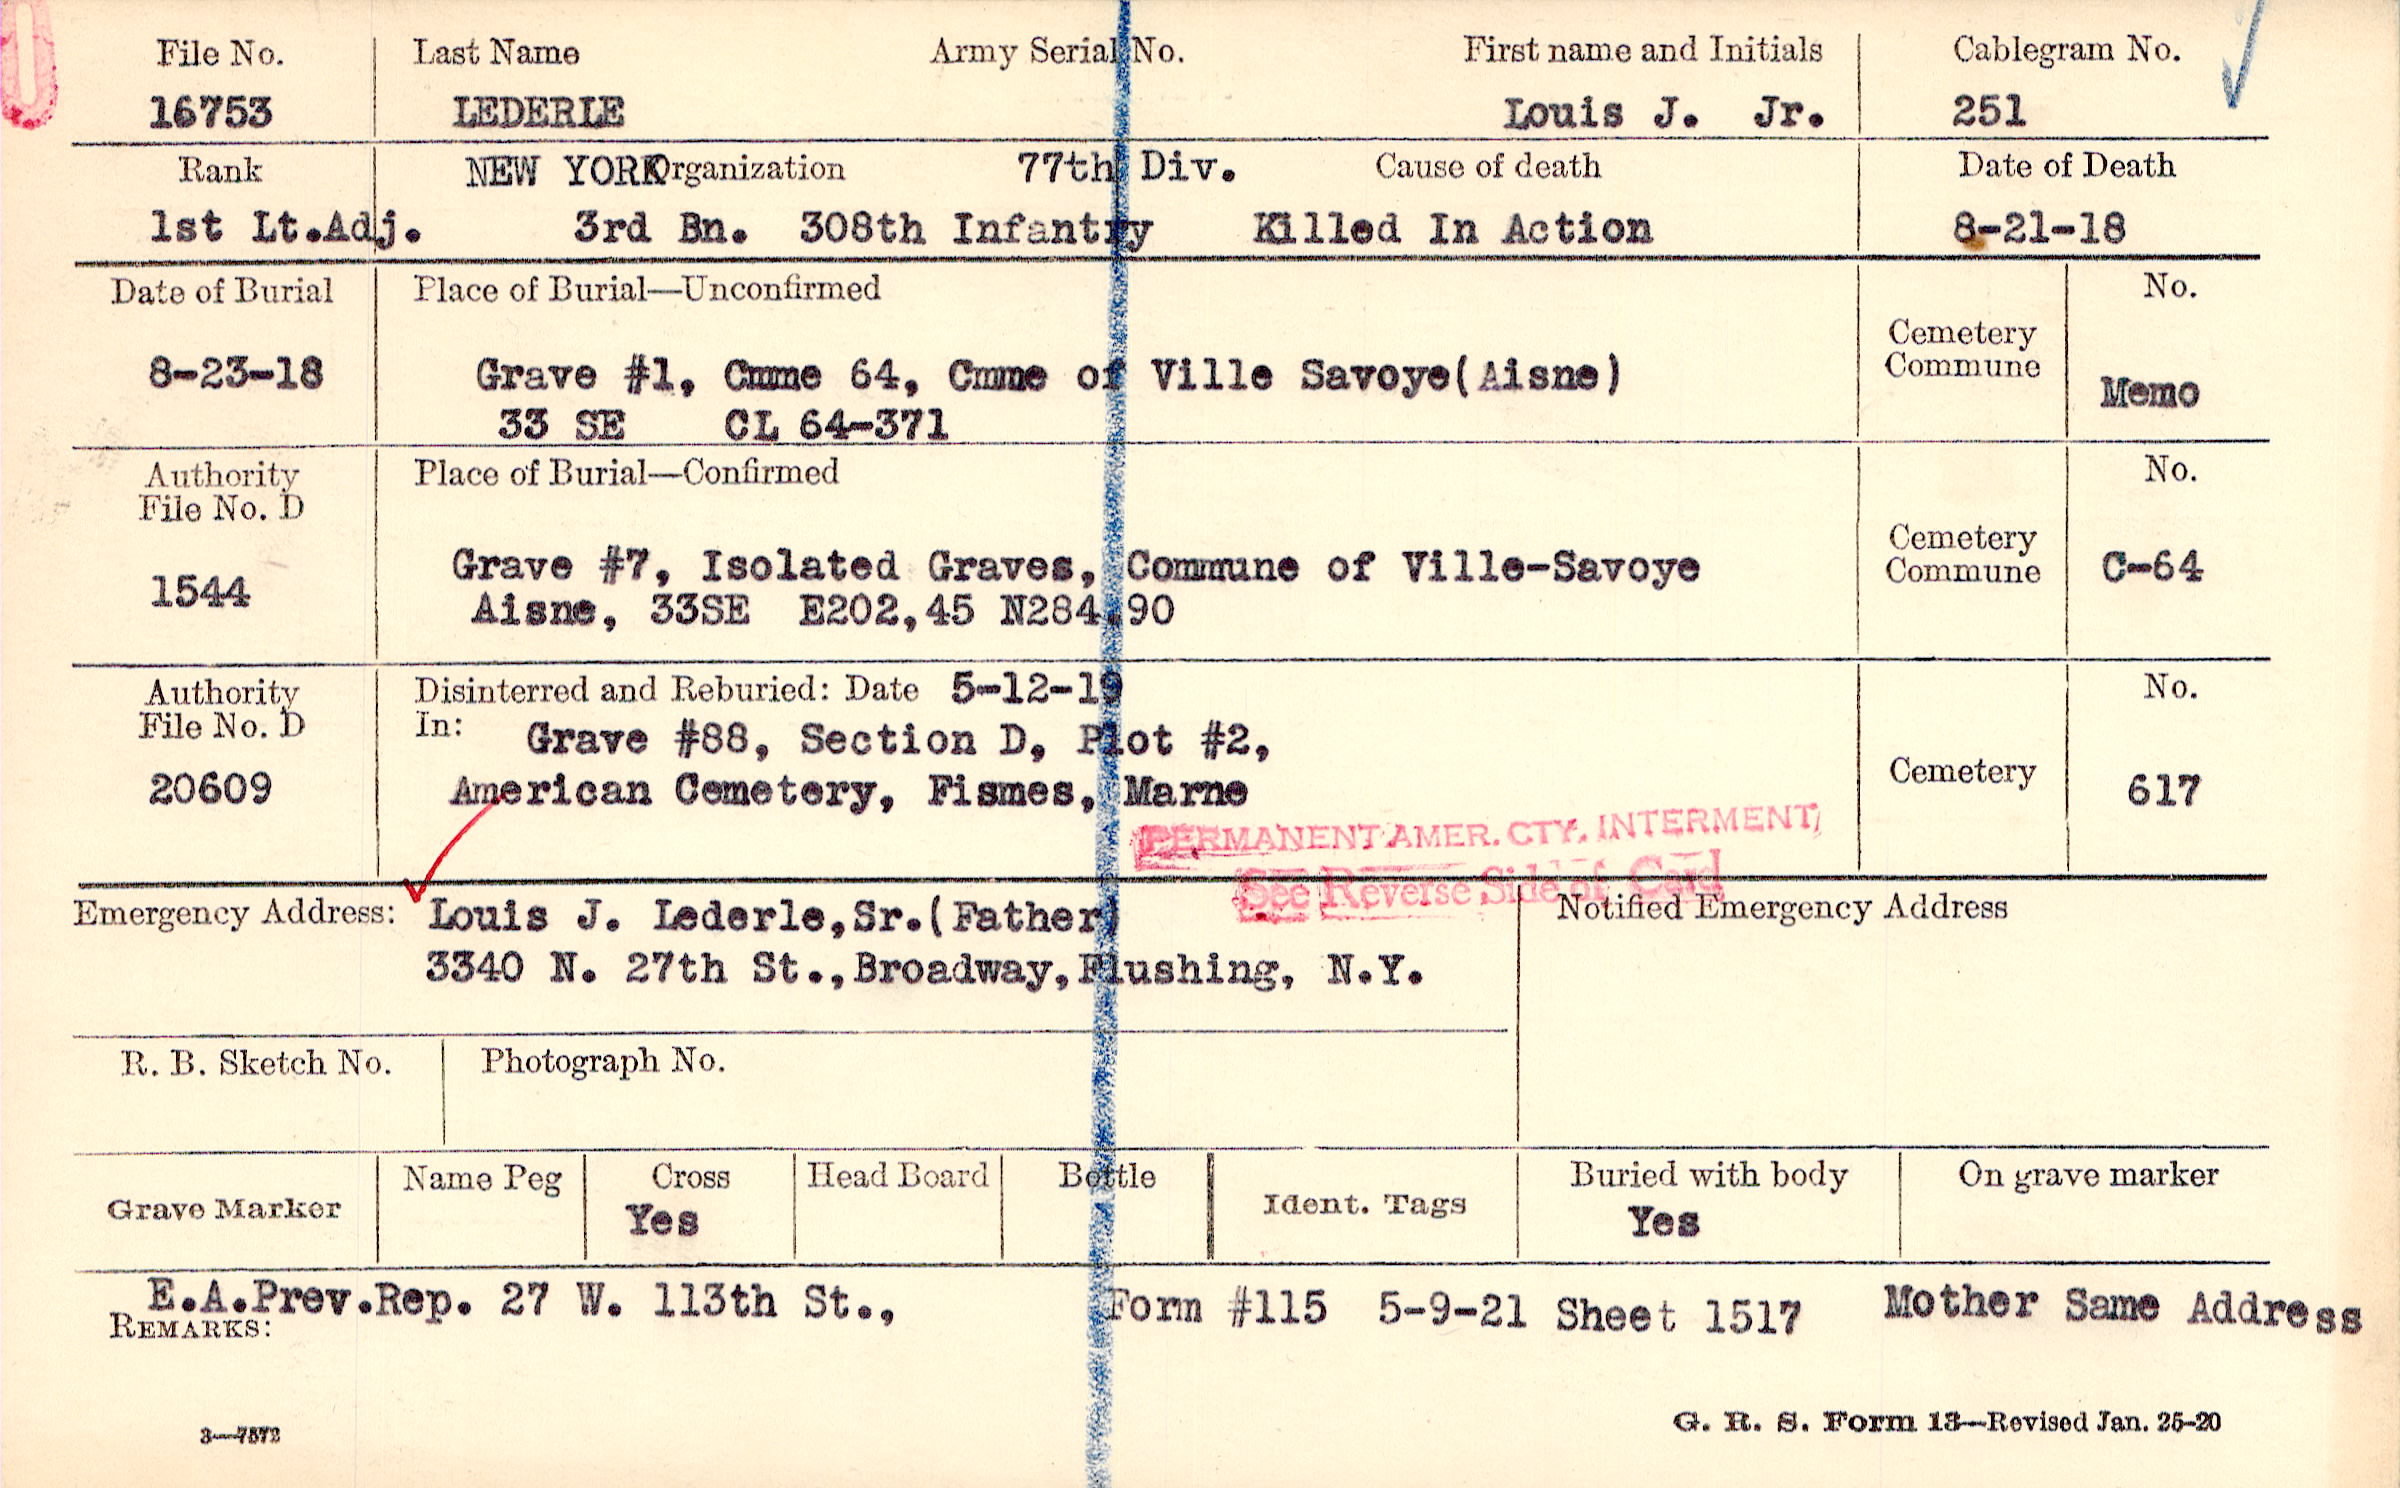 File No. Last Name Army Serial No. First name and Initials Cablegram No.
16753 LEDERLE Louis J. Jr. 251
Rank NEW YORK Organization 77th Div. Cause of death Date of Death
1st Lt.Adj. 3rd Bn. 308th Infantry Killed In Action 8-21-18
Date of Burial Place of Burial—Unconfirmed No.
Cemetery
Commune
8-23-18 Grave #1, Cmme 64, Cmme of Ville Savoye(Aisne) Memo
33 SE CL 64-371
Authority Place of Burial—Confirmed No.
File No. D
Cemetery
1544 Grave #7, Isolated Graves, Commune of Ville-Savoye Commune C-64
Aisne, 33SE E202,45 N284.90
Authority Disinterred and Reburied: Date 5-12-19 No.
File No. D In: Grave #88, Section D, Plot #2,
Cemetery
20609 American Cemetery, Fismes, Marne 617
PERMANENT AMER. CTY. INTERMENT
See Reverse Side of Card
Emergency Address: Louis J. Lederle,Sr.(Father) Notified Emergency Address
3340 N. 27th St.,Broadway,Flushing, N.Y.
R. B. Sketch No. Photograph No.
Grave Marker Name Peg Cross Head Board Bottle Ident. Tags Buried with body On grave marker
Yes Yes
E.A.Prev.Rep. 27 W. 113th St., Form #115 5-9-21 Sheet 1517 Mother Same Address
REMARKS:
3—7572 G. R. S. Form 13—Revised Jan. 25-20